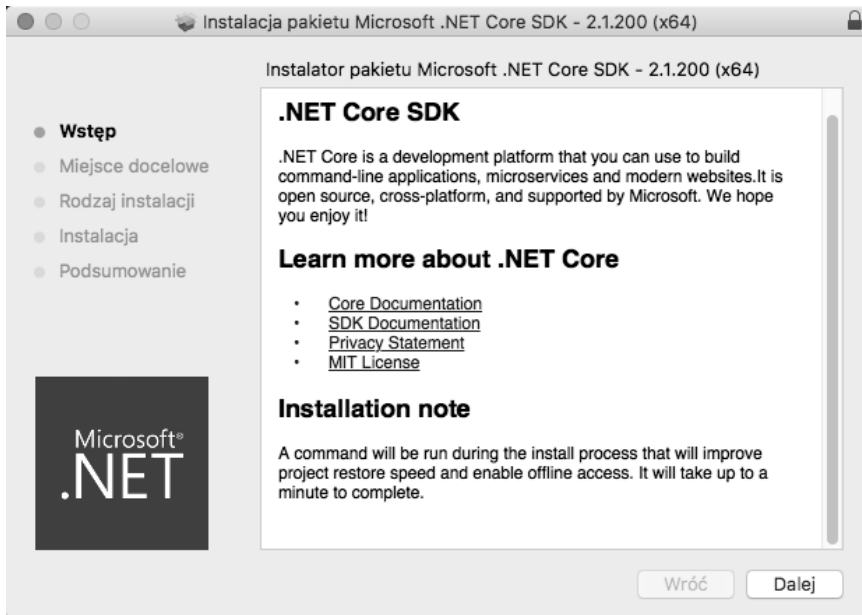 Instalacja pakietu Microsoft .NET Core SDK - 2.1.200 (x64)
Instalator pakietu Microsoft .NET Core SDK - 2.1.200 (x64)
Wstęp
Miejsce docelowe
Rodzaj instalacji
Instalacja
Podsumowanie
Microsoft®
.NET
.NET Core SDK
.NET Core is a development platform that you can use to build
command-line applications, microservices and modern websites.It is
open source, cross-platform, and supported by Microsoft. We hope
you enjoy it!
Learn more about .NET Core
• Core Documentation
• SDK Documentation
• Privacy Statement
• MIT License
Installation note
A command will be run during the install process that will improve
project restore speed and enable offline access. It will take up to a
minute to complete.
Wróć
Dalej